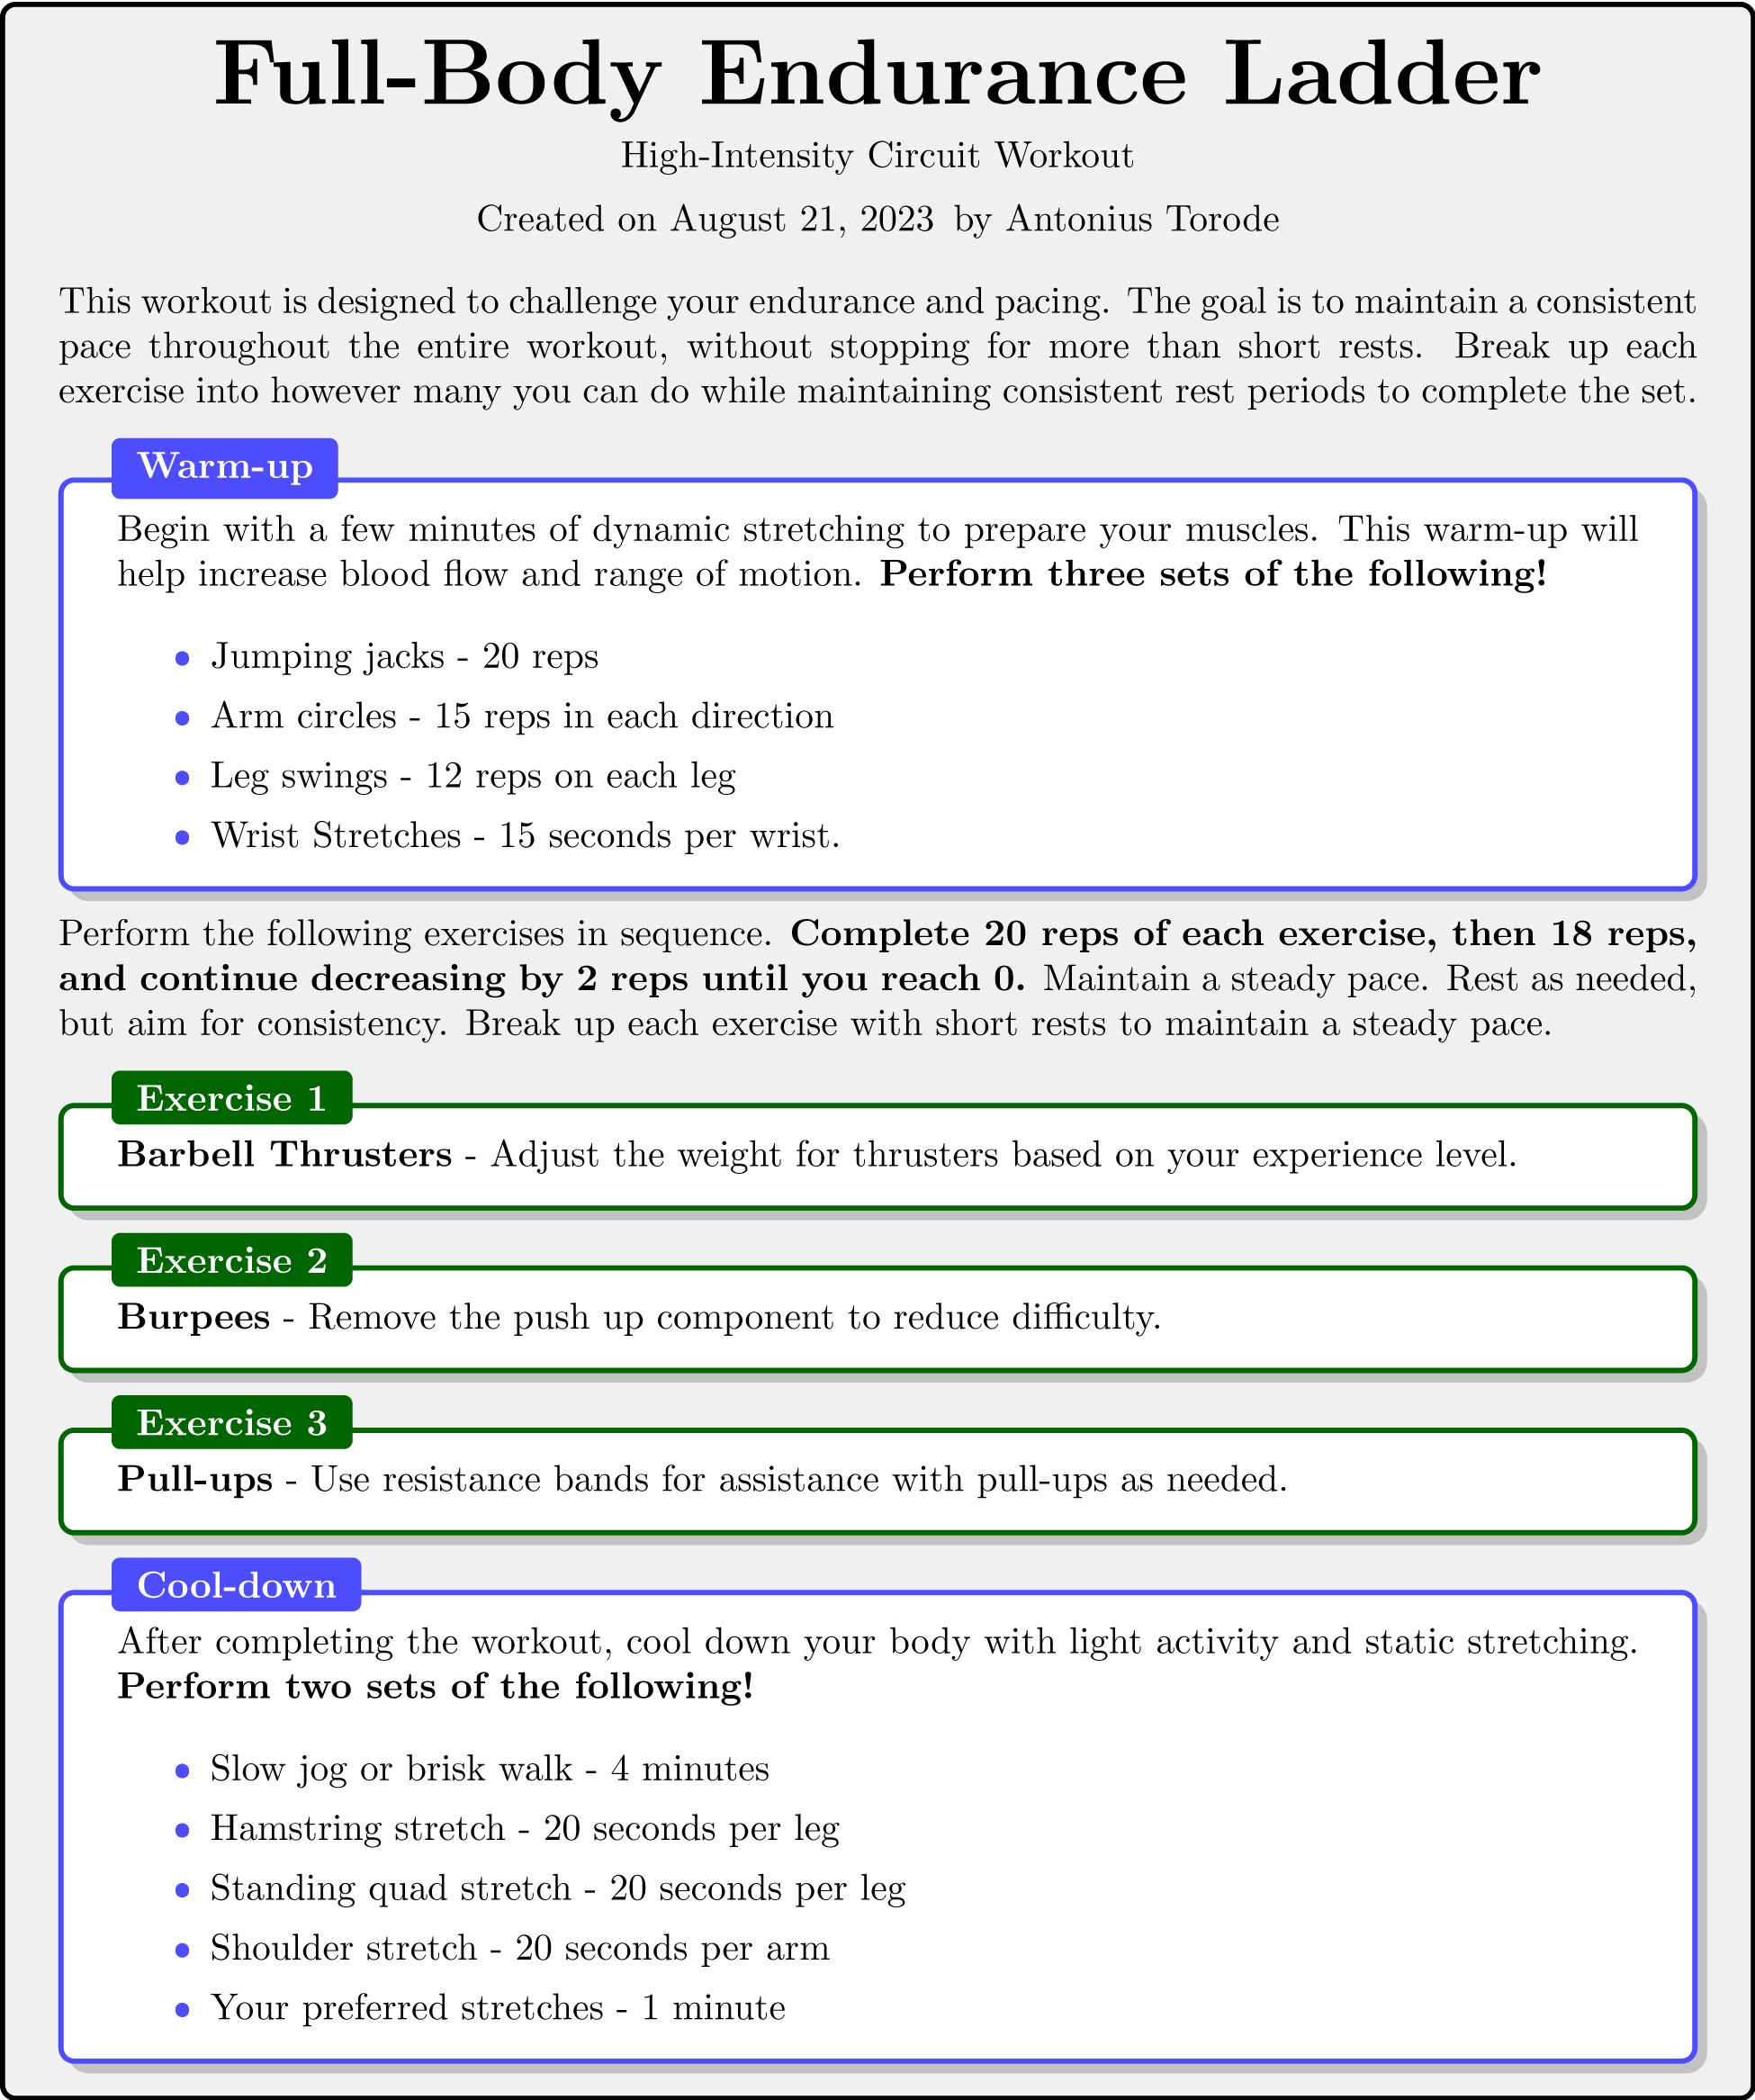 Full-Body Endurance Ladder
High-Intensity Circuit Workout
Created on August 21, 2023 by Antonius Torode
This workout is designed to challenge your endurance and pacing. The goal is to maintain a consistent
pace throughout the entire workout, without stopping for more than short rests. Break up each
exercise into however many you can do while maintaining consistent rest periods to complete the set.
Warm-up
Begin with a few minutes of dynamic stretching to prepare your muscles. This warm-up will
help increase blood flow and range of motion. Perform three sets of the following!
• Jumping jacks - 20 reps
• Arm circles - 15 reps in each direction
• Leg swings - 12 reps on each leg
• Wrist Stretches - 15 seconds per wrist.
Perform the following exercises in sequence. Complete 20 reps of each exercise, then 18 reps,
and continue decreasing by 2 reps until you reach 0. Maintain a steady pace. Rest as needed,
but aim for consistency. Break up each exercise with short rests to maintain a steady pace.
Exercise 1
Barbell Thrusters - Adjust the weight for thrusters based on your experience level.
Exercise 2
Burpees - Remove the push up component to reduce difficulty.
Exercise 3
Pull-ups - Use resistance bands for assistance with pull-ups as needed.
Cool-down
After completing the workout, cool down your body with light activity and static stretching.
Perform two sets of the following!
• Slow jog or brisk walk - 4 minutes
• Hamstring stretch - 20 seconds per leg
• Standing quad stretch - 20 seconds per leg
• Shoulder stretch - 20 seconds per arm
• Your preferred stretches - 1 minute